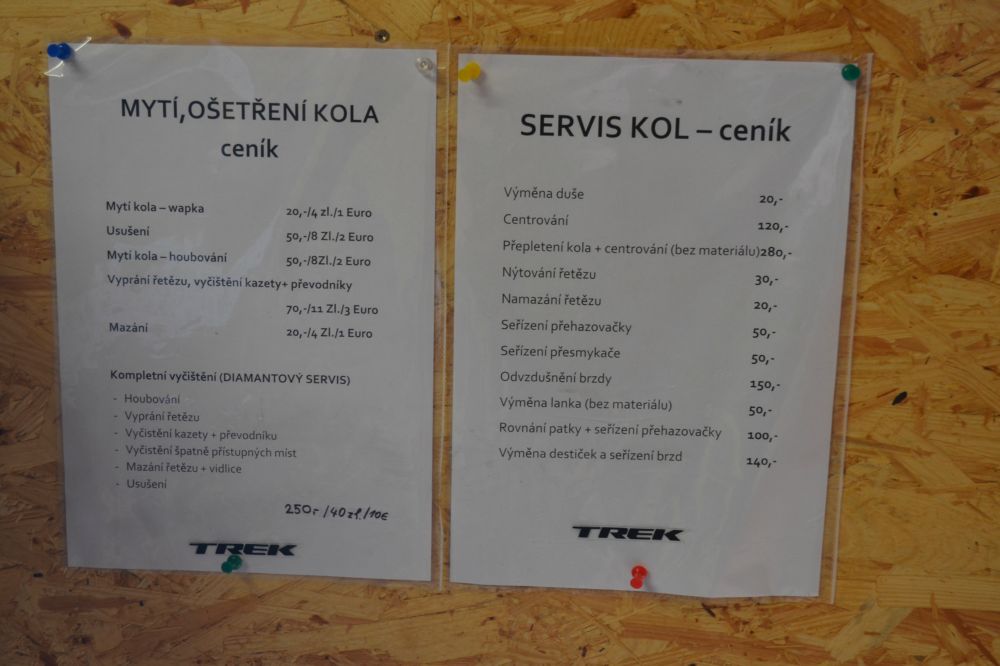 MYTÍ,OŠETŘENÍ KOLA
ceník
Mytí kola – wapka 20,-/4 zl./1 Euro
Usušení 50,-/8 Zl./2 Euro
Mytí kola – houbování 50,-/8Zl./2 Euro
Vyprání řetězu, vyčištění kazety+ převodníky
70,-/11 Zl./3 Euro
Mazání 20,-/4 Zl./1 Euro
Kompletní vyčištění (DIAMANTOVÝ SERVIS)
- Houbování
- Vyprání řetězu
- Vyčistění kazety + převodníku
- Vyčistění špatně přístupných míst
- Mazání řetězu + vidlice
- Usušení
250,-/40zł./10€
TREK
SERVIS KOL – ceník
Výměna duše 20,-
Centrování 120,-
Přepletení kola + centrování (bez materiálu)280,-
Nýtování řetězu 30,-
Namazání řetězu 20,-
Seřízení přehazovačky 50,-
Seřízení přesmykače 50,-
Odvzdušnění brzdy 150,-
Výměna lanka (bez materiálu) 50,-
Rovnání patky + seřízení přehazovačky 100,-
Výměna destiček a seřízení brzd 140,-
TREK